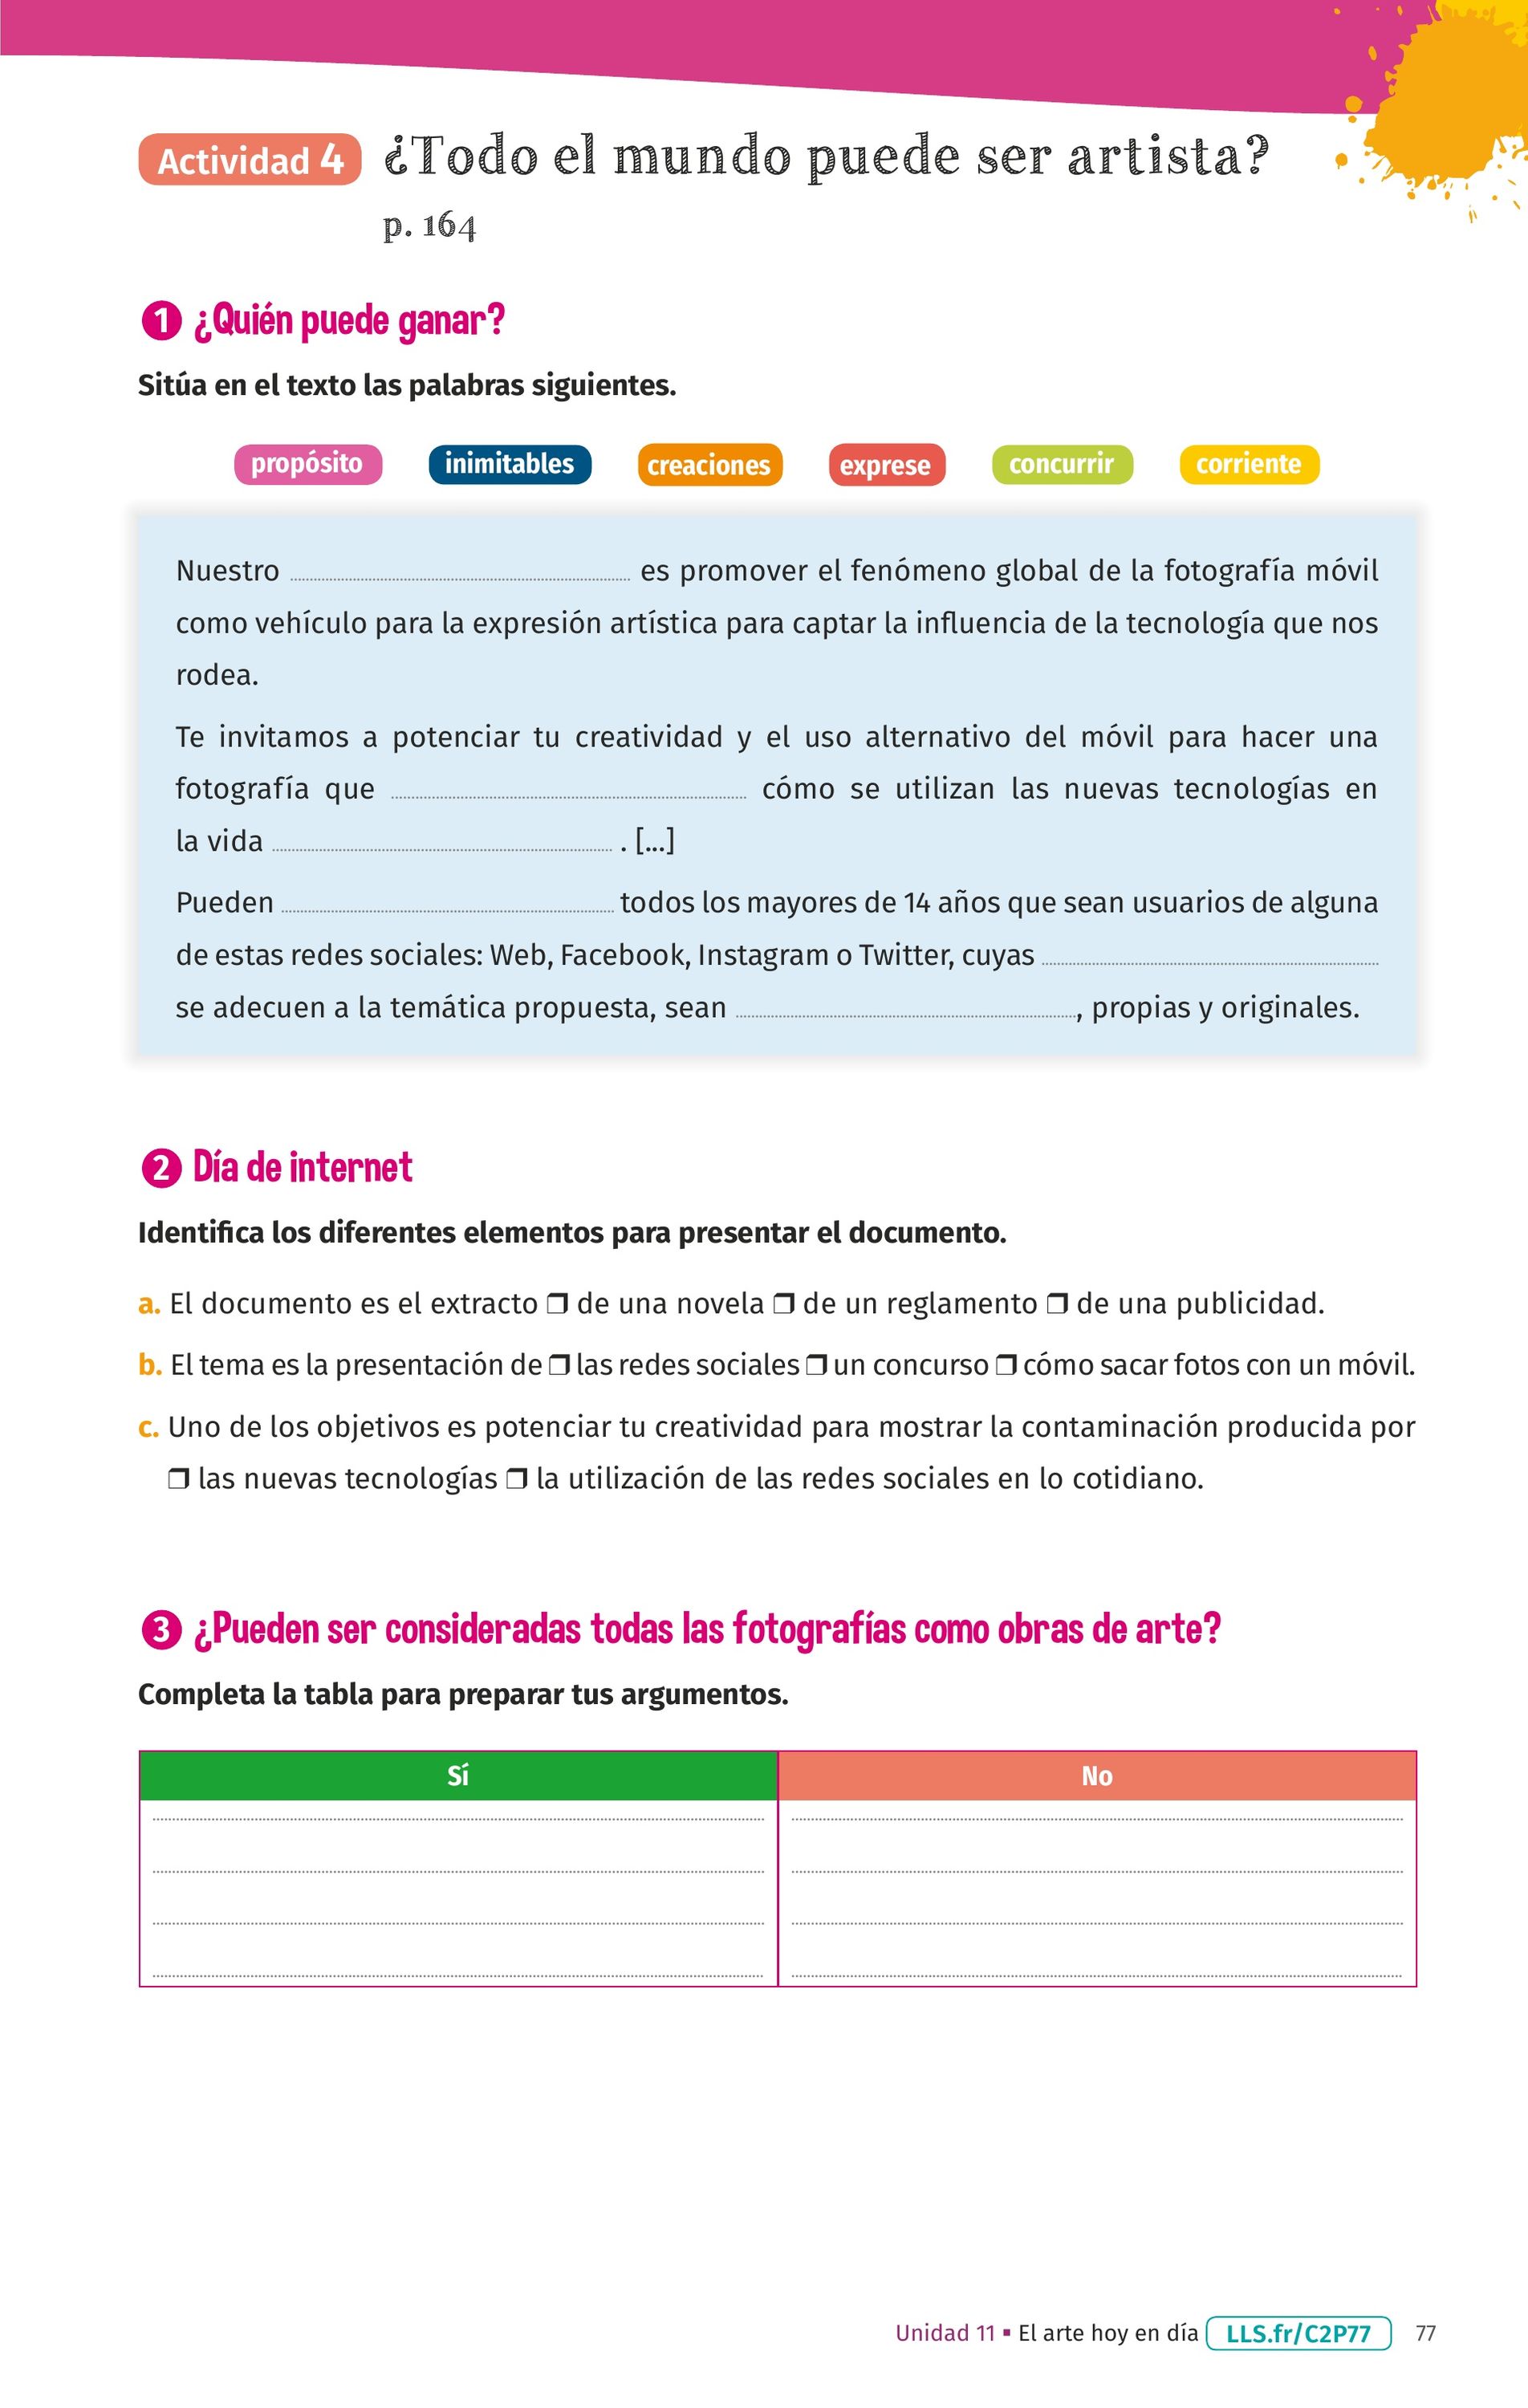 Actividad 4 ¿Todo el mundo puede ser artista?
p. 164
1 ¿Quién puede ganar?
Sitúa en el texto las palabras siguientes.
propósito inimitables creaciones exprese concurrir corriente
Nuestro ........ es promover el fenómeno global de la fotografía móvil
como vehículo para la expresión artística para captar la influencia de la tecnología que nos
rodea.
Te invitamos a potenciar tu creatividad y el uso alternativo del móvil para hacer una
fotografía que ........ cómo se utilizan las nuevas tecnologías en
la vida ........ . [...]
Pueden ........ todos los mayores de 14 años que sean usuarios de alguna
de estas redes sociales: Web, Facebook, Instagram o Twitter, cuyas ........
se adecuen a la temática propuesta, sean ........, propias y originales.
2 Día de internet
Identifica los diferentes elementos para presentar el documento.
a. El documento es el extracto ❒ de una novela ❒ de un reglamento ❒ de una publicidad.
b. El tema es la presentación de ❒ las redes sociales ❒ un concurso ❒ cómo sacar fotos con un móvil.
c. Uno de los objetivos es potenciar tu creatividad para mostrar la contaminación producida por
❒ las nuevas tecnologías ❒ la utilización de las redes sociales en lo cotidiano.
3 ¿Pueden ser consideradas todas las fotografías como obras de arte?
Completa la tabla para preparar tus argumentos.
Sí No
Unidad 11 ▪ El arte hoy en día LLS.fr/C2P77 77